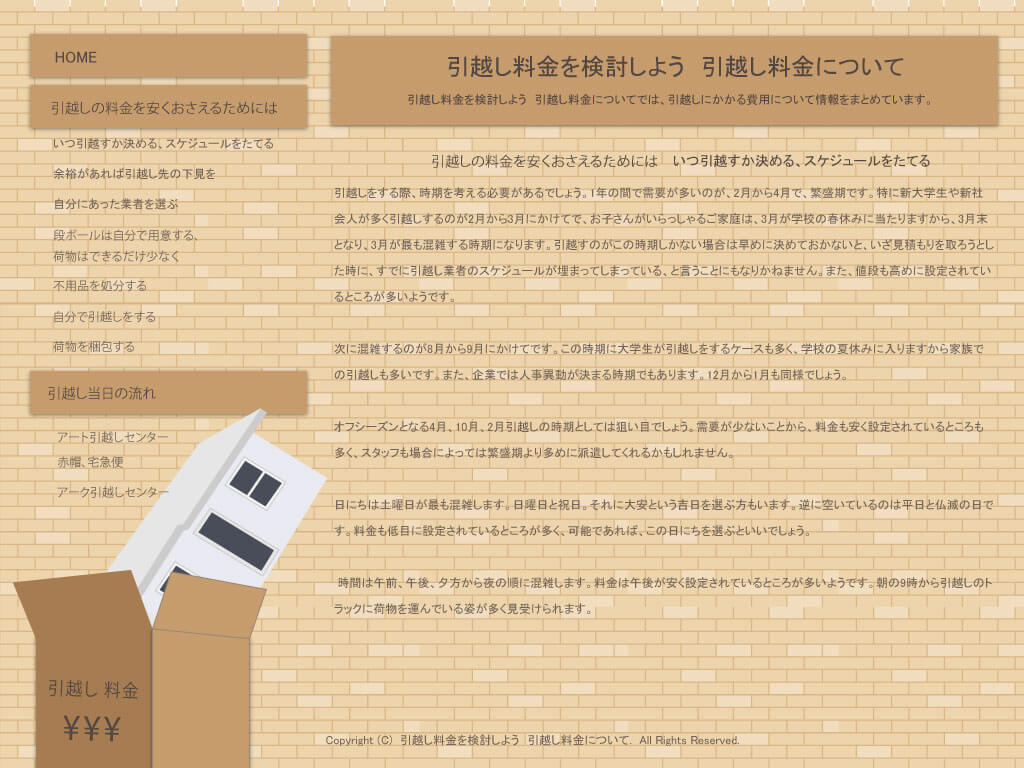 HOME
引越しの料金を安くおさえるためには
いつ引越すか決める、スケジュールをたてる
余裕があれば引越し先の下見を
自分にあった業者を選ぶ
段ボールは自分で用意する、
荷物はできるだけ少なく
不用品を処分する
自分で引越しをする
荷物を梱包する
引越し当日の流れ
アート引越しセンター
赤帽、宅急便
アーク引越しセンター
引越し 料金
¥¥¥
引越し料金を検討しよう 引越し料金について
引越し料金を検討しよう 引越し料金についてでは、引越しにかかる費用について情報をまとめています。
引越しの料金を安くおさえるためには いつ引越すか決める、スケジュールをたてる
引越しをする際、時期を考える必要があるでしょう。1年の間で需要が多いのが、2月から4月で、繁盛期です。特に新大学生や新社
会人が多く引越しするのが2月から3月にかけてで、お子さんがいらっしゃるご家庭は、3月が学校の春休みに当たりますから、3月末
となり、3月が最も混雑する時期になります。引越すのがこの時期しかない場合は早めに決めておかないと、いざ見積もりを取ろうとし
た時に、すでに引越し業者のスケジュールが埋まってしまっている、と言うことにもなりかねません。また、値段も高めに設定されてい
るところが多いようです。
次に混雑するのが8月から9月にかけてです。この時期に大学生が引越しをするケースも多く、学校の夏休みに入りますから家族で
の引越しも多いです。また、企業では人事異動が決まる時期でもあります。12月から1月も同様でしょう。
オフシーズンとなる4月、10月、2月引越しの時期としては狙い目でしょう。需要が少ないことから、料金も安く設定されているところも
多く、スタッフも場合によっては繁盛期より多めに派遣してくれるかもしれません。
日にちは土曜日が最も混雑します。日曜日と祝日。それに大安という吉日を選ぶ方もいます。逆に空いているのは平日と仏滅の日で
す。料金も低目に設定されているところが多く、可能であれば、この日にちを選ぶといいでしょう。
時間は午前、午後、夕方から夜の順に混雑します。料金は午後が安く設定されているところが多いようです。朝の9時から引越しのト
ラックに荷物を運んでいる姿が多く見受けられます。
Copyright (C) 引越し料金を検討しよう 引越し料金について. All Rights Reserved.